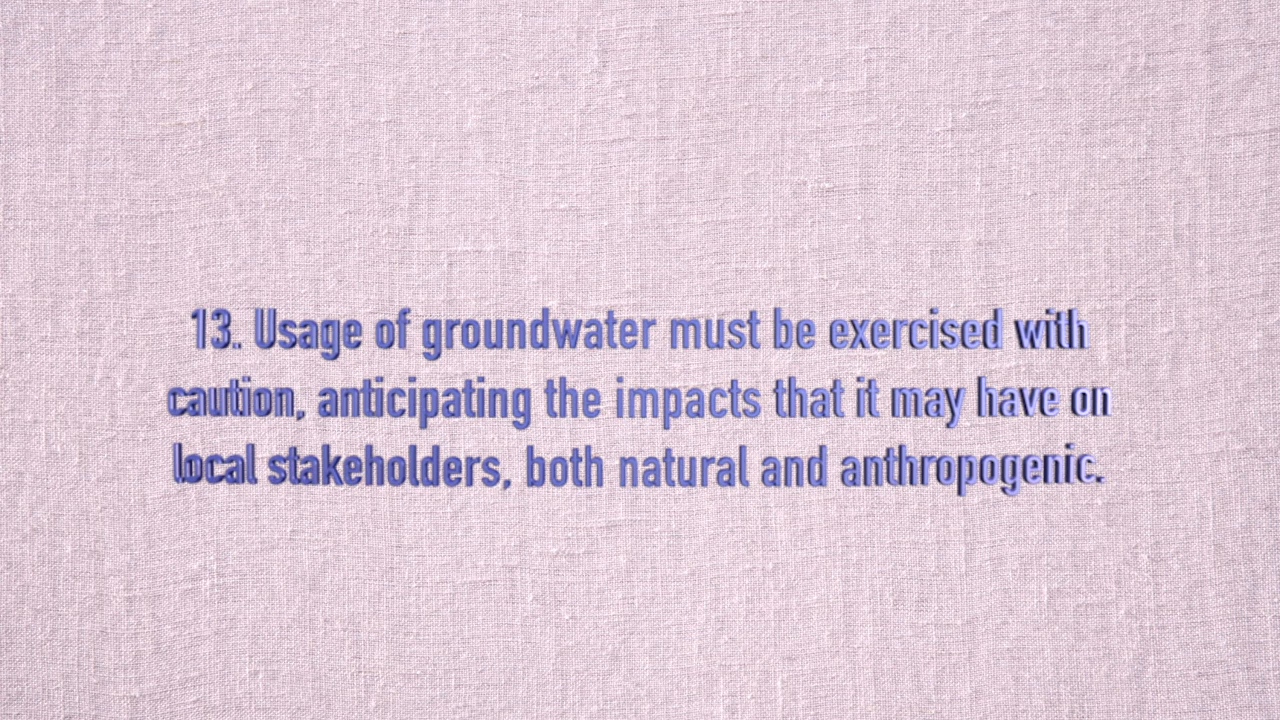 13. Usage of groundwater must be exercised with
caution, anticipating the impacts that it may have on
local stakeholders, both natural and anthropogenic.